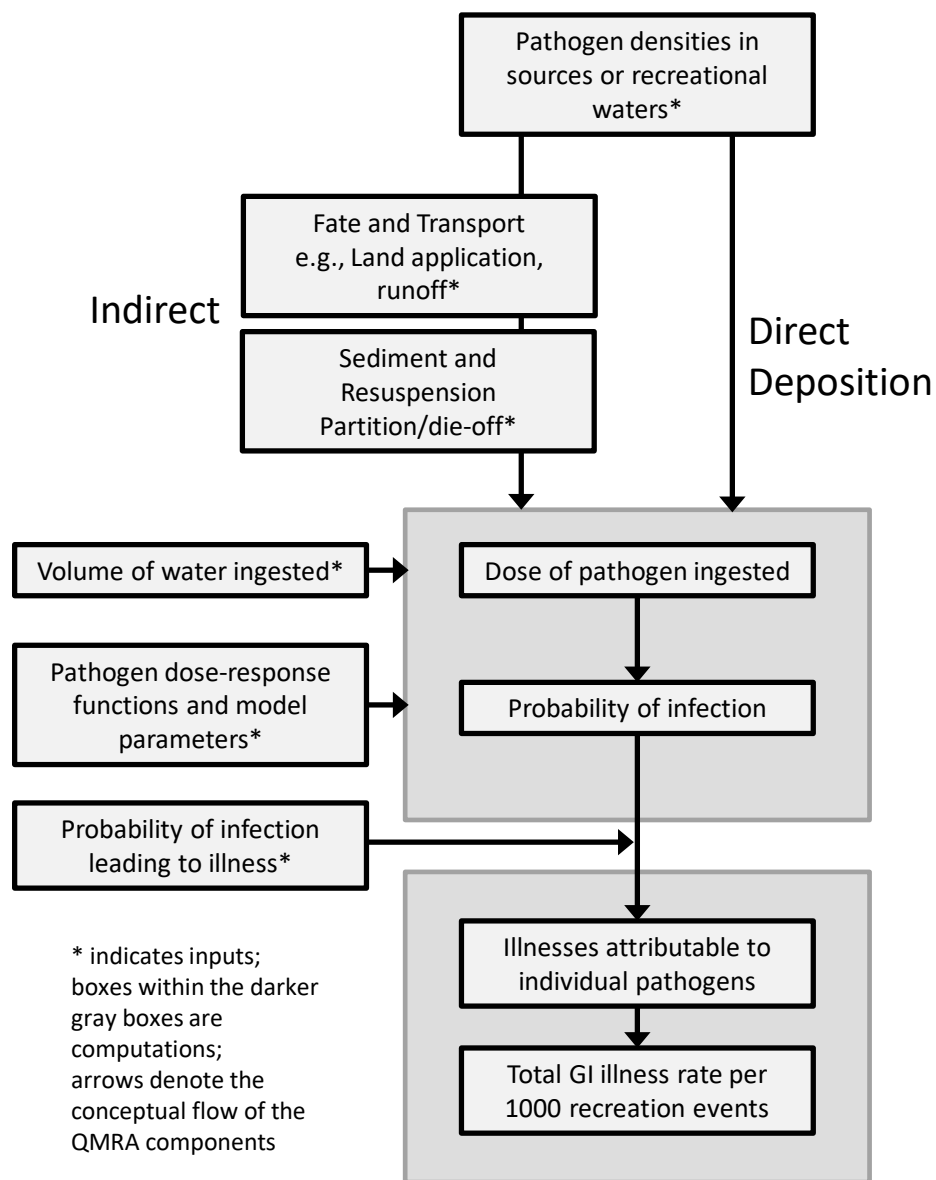 Pathogen densities in
sources or recreational
waters*
Fate and Transport
e.g., Land application,
runoff*
Indirect
Sediment and
Resuspension
Partition/die-off*
Direct
Deposition
Volume of water ingested*
Dose of pathogen ingested
Pathogen dose-response
functions and model
parameters*
Probability of infection
Probability of infection
leading to illness*
* indicates inputs;
boxes within the darker
gray boxes are
computations;
arrows denote the
conceptual flow of the
QMRA components
Illnesses attributable to
individual pathogens
Total GI illness rate per
1000 recreation events